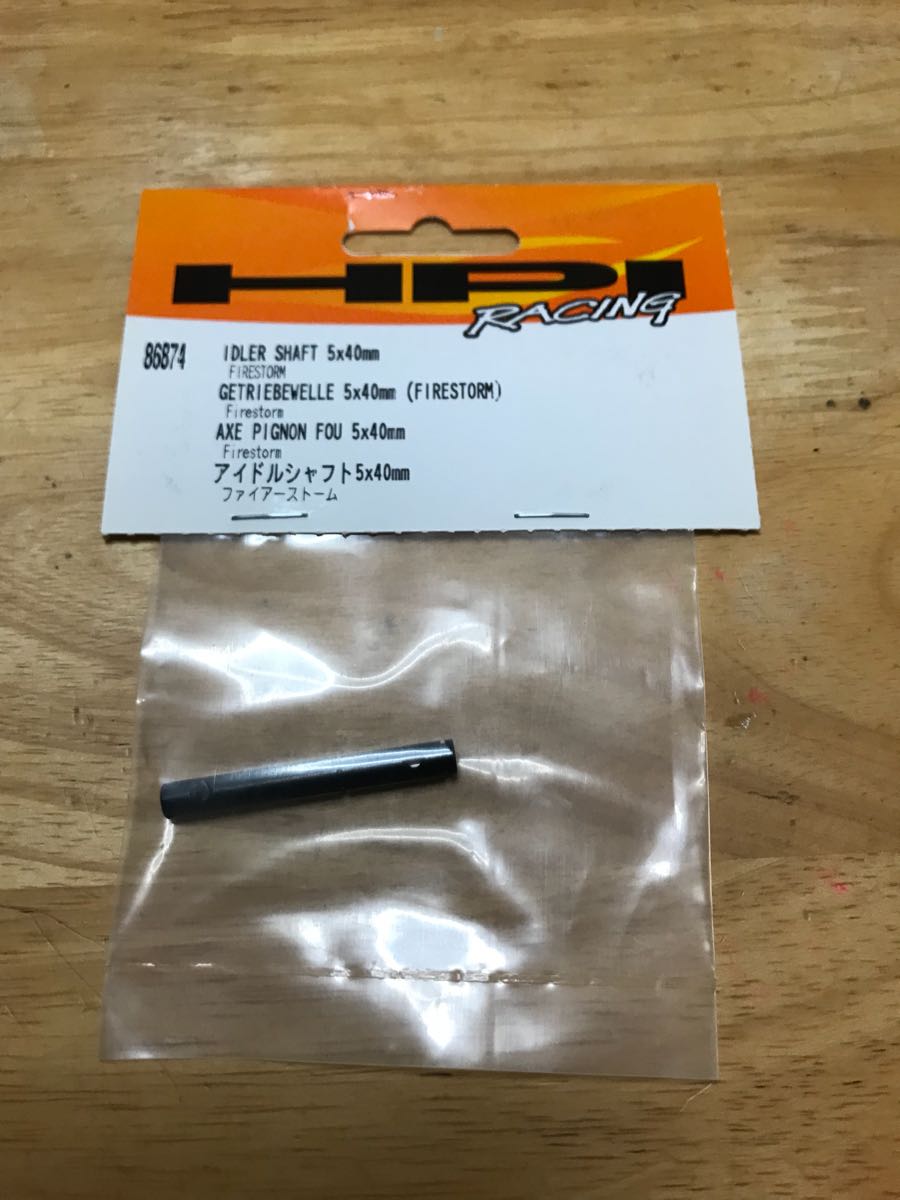 HPI
RACING
86874 IDLER SHAFT 5x40mm
FIRESTORM
GETRIEBEWELLE 5x40mm (FIRESTORM)
Firestorm
AXE PIGNON FOU 5x40mm
Firestorm
アイドルシャフト5x40mm
ファイアーストーム